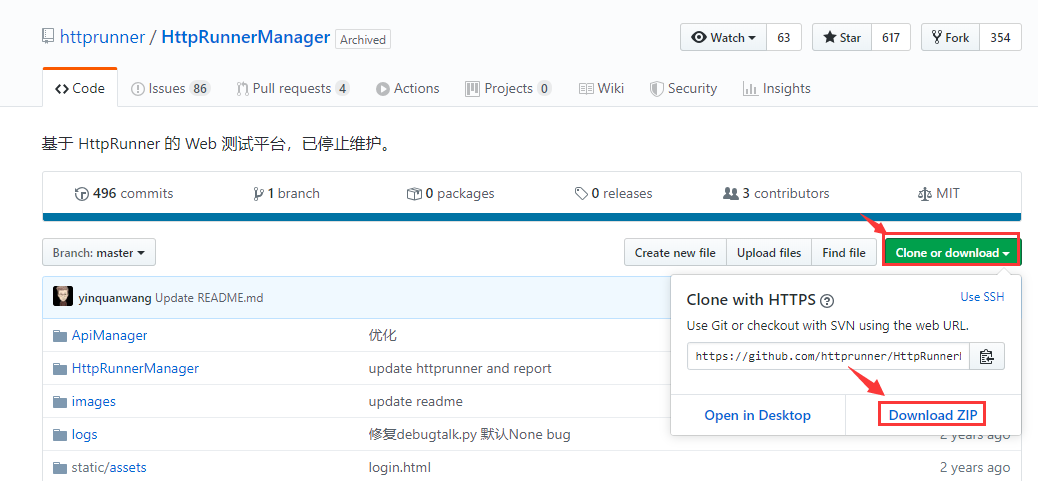 httprunner / HttpRunnerManager Archived
Watch 63 Star 617 Fork 354
Code Issues 86 Pull requests 4 Actions Projects 0 Wiki Security Insights
基于 HttpRunner 的 Web 测试平台，已停止维护。
496 commits 1 branch 0 packages 0 releases 3 contributors MIT
Branch: master Create new file Upload files Find file Clone or download
yinquanwang Update README.md
Clone with HTTPS ? Use SSH
Use Git or checkout with SVN using the web URL.
ApiManager 优化
https://github.com/httprunner/HttpRunnerM
HttpRunnerManager update httprunner and report
images update readme
Open in Desktop Download ZIP
logs 修复debugtalk.py 默认None bug 2 years ago
static/assets login.html 2 years ago